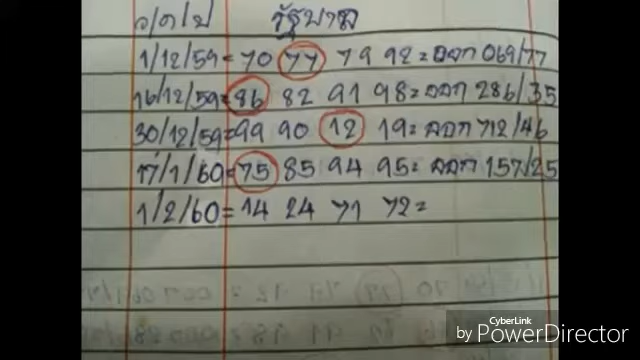 ว/ด/ป รัฐบาล
1/12/59 = 70 77 79 92 = ออก 069/77
16/12/59 = 86 82 91 98 = ออก 286/35
30/12/59 = 99 90 12 19 = ออก 712/46
17/1/60 = 75 85 94 95 = ออก 157/25
1/2/60 = 14 24 71 72 =
CyberLink
by PowerDirector